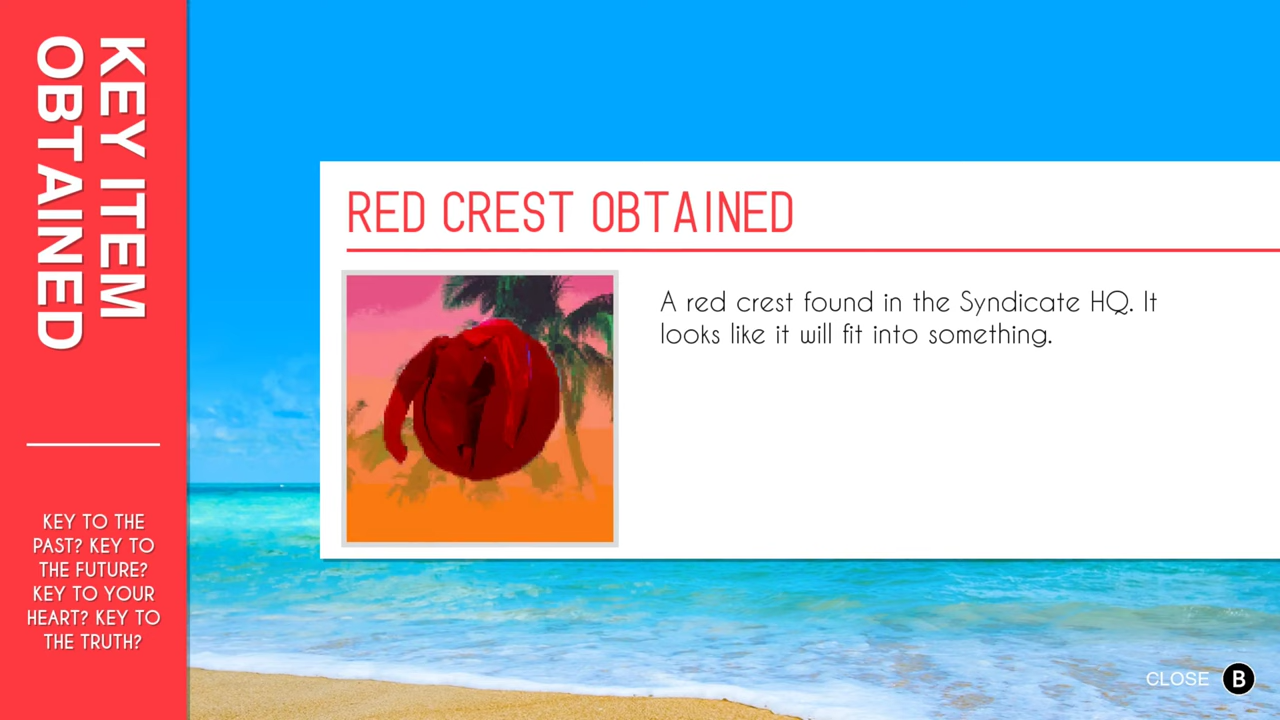 KEY ITEM
OBTAINED
KEY TO THE
PAST? KEY TO
THE FUTURE?
KEY TO YOUR
HEART? KEY TO
THE TRUTH?
RED CREST OBTAINED
A red crest found in the Syndicate HQ. It
looks like it will fit into something.
CLOSE B